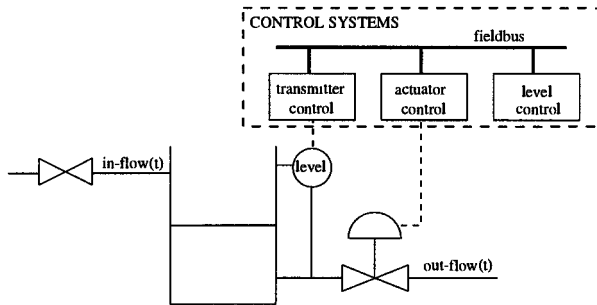 CONTROL SYSTEMS
fieldbus
transmitter
control
actuator
control
level
control
in-flow(t)
level
out-flow(t)